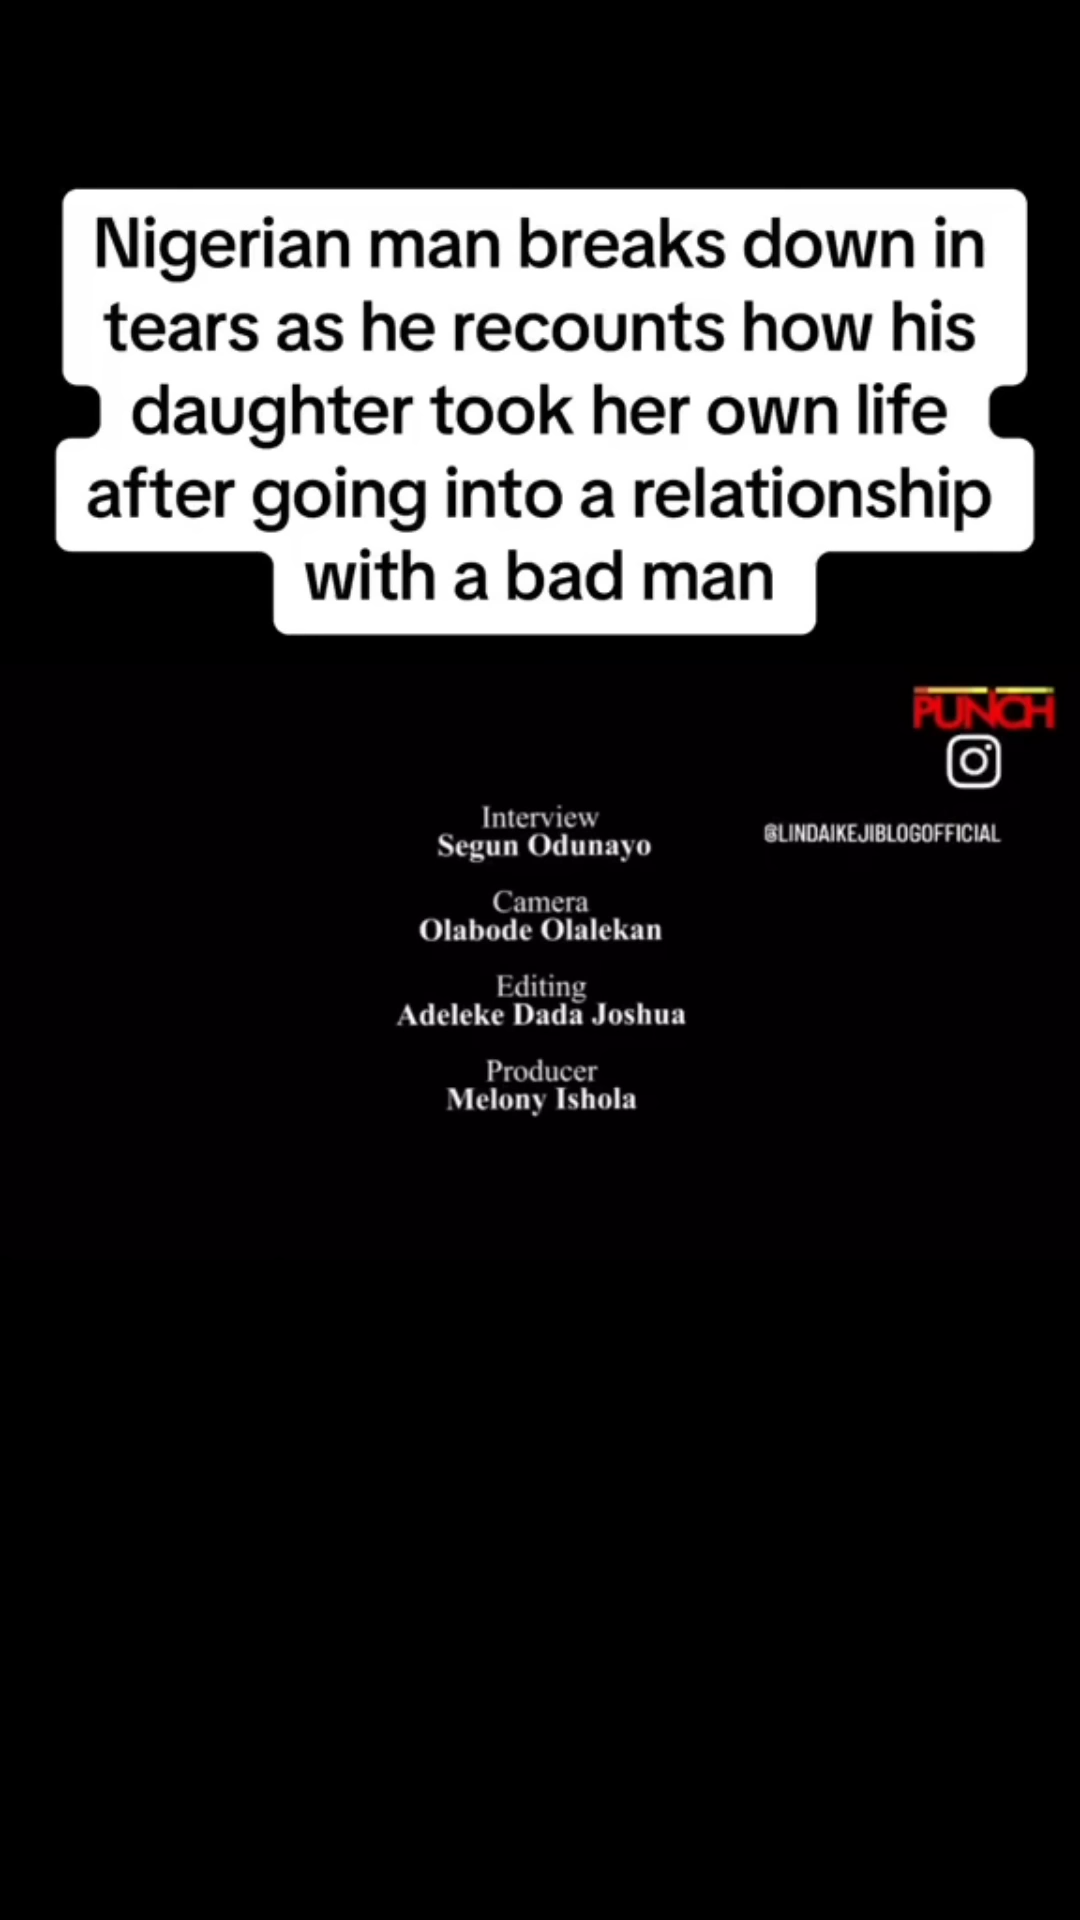 Nigerian man breaks down in
tears as he recounts how his
daughter took her own life
after going into a relationship
with a bad man
PUNCH
@LINDAIKEJIBLOGOFFICIAL
Interview
Segun Odunayo
Camera
Olabode Olalekan
Editing
Adeleke Dada Joshua
Producer
Melony Ishola